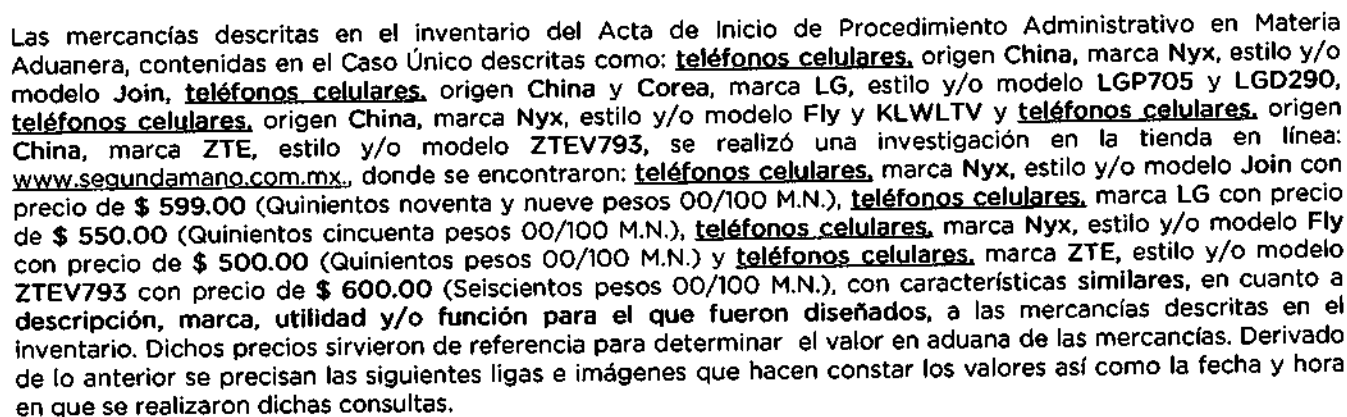 Las mercancías descritas en el inventario del Acta de Inicio de Procedimiento Administrativo en Materia
Aduanera, contenidas en el Caso Único descritas como: teléfonos celulares, origen China, marca Nyx, estilo y/o
modelo Join, teléfonos celulares, origen China y Corea, marca LG, estilo y/o modelo LGP705 y LGD290,
teléfonos celulares, origen China, marca Nyx, estilo y/o modelo Fly y KLWLTV y teléfonos celulares, origen
China, marca ZTE, estilo y/o modelo ZTEV793, se realizó una investigación en la tienda en línea:
www.segundamano.com.mx., donde se encontraron: teléfonos celulares, marca Nyx, estilo y/o modelo Join con
precio de $ 599.00 (Quinientos noventa y nueve pesos 00/100 M.N.), teléfonos celulares, marca LG con precio
de $ 550.00 (Quinientos cincuenta pesos 00/100 M.N.), teléfonos celulares, marca Nyx, estilo y/o modelo Fly
con precio de $ 500.00 (Quinientos pesos 00/100 M.N.) y teléfonos celulares, marca ZTE, estilo y/o modelo
ZTEV793 con precio de $ 600.00 (Seiscientos pesos 00/100 M.N.), con características similares, en cuanto a
descripción, marca, utilidad y/o función para el que fueron diseñados, a las mercancías descritas en el
inventario. Dichos precios sirvieron de referencia para determinar el valor en aduana de las mercancías. Derivado
de lo anterior se precisan las siguientes ligas e imágenes que hacen constar los valores así como la fecha y hora
en que se realizaron dichas consultas.